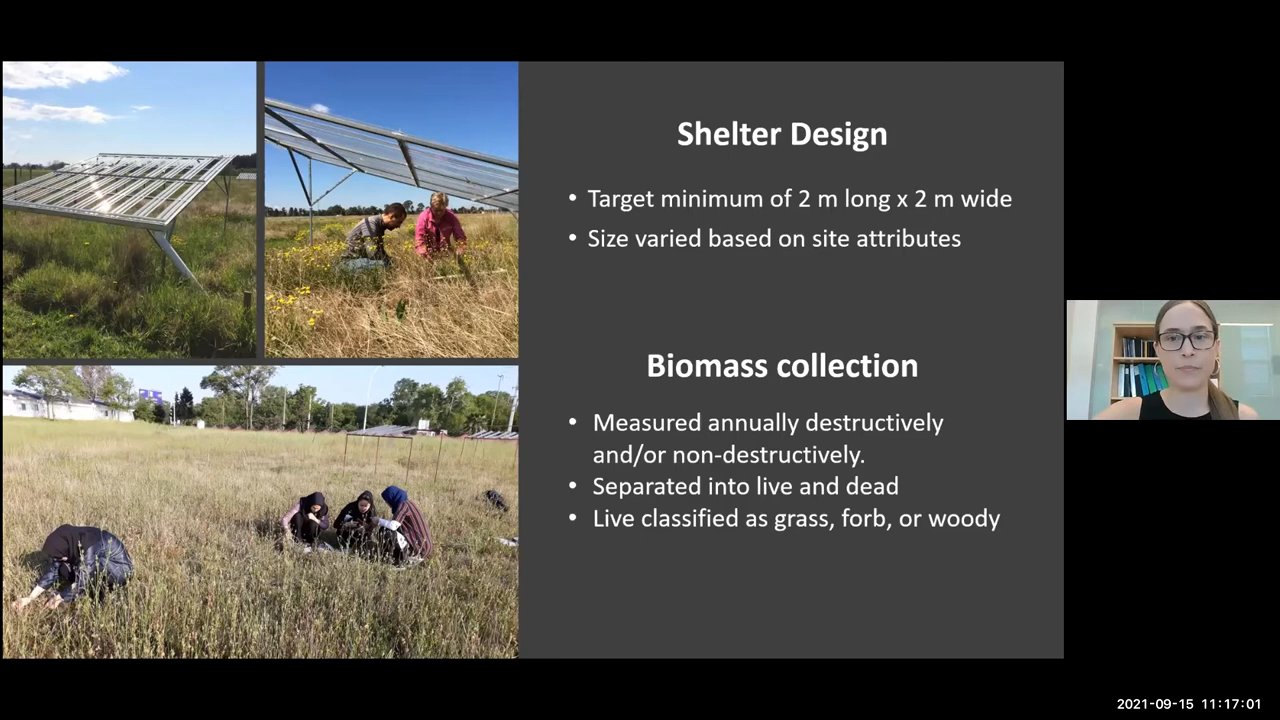 Shelter Design
• Target minimum of 2 m long x 2 m wide
• Size varied based on site attributes
Biomass collection
• Measured annually destructively
and/or non-destructively.
• Separated into live and dead
• Live classified as grass, forb, or woody
2021-09-15 11:17:01